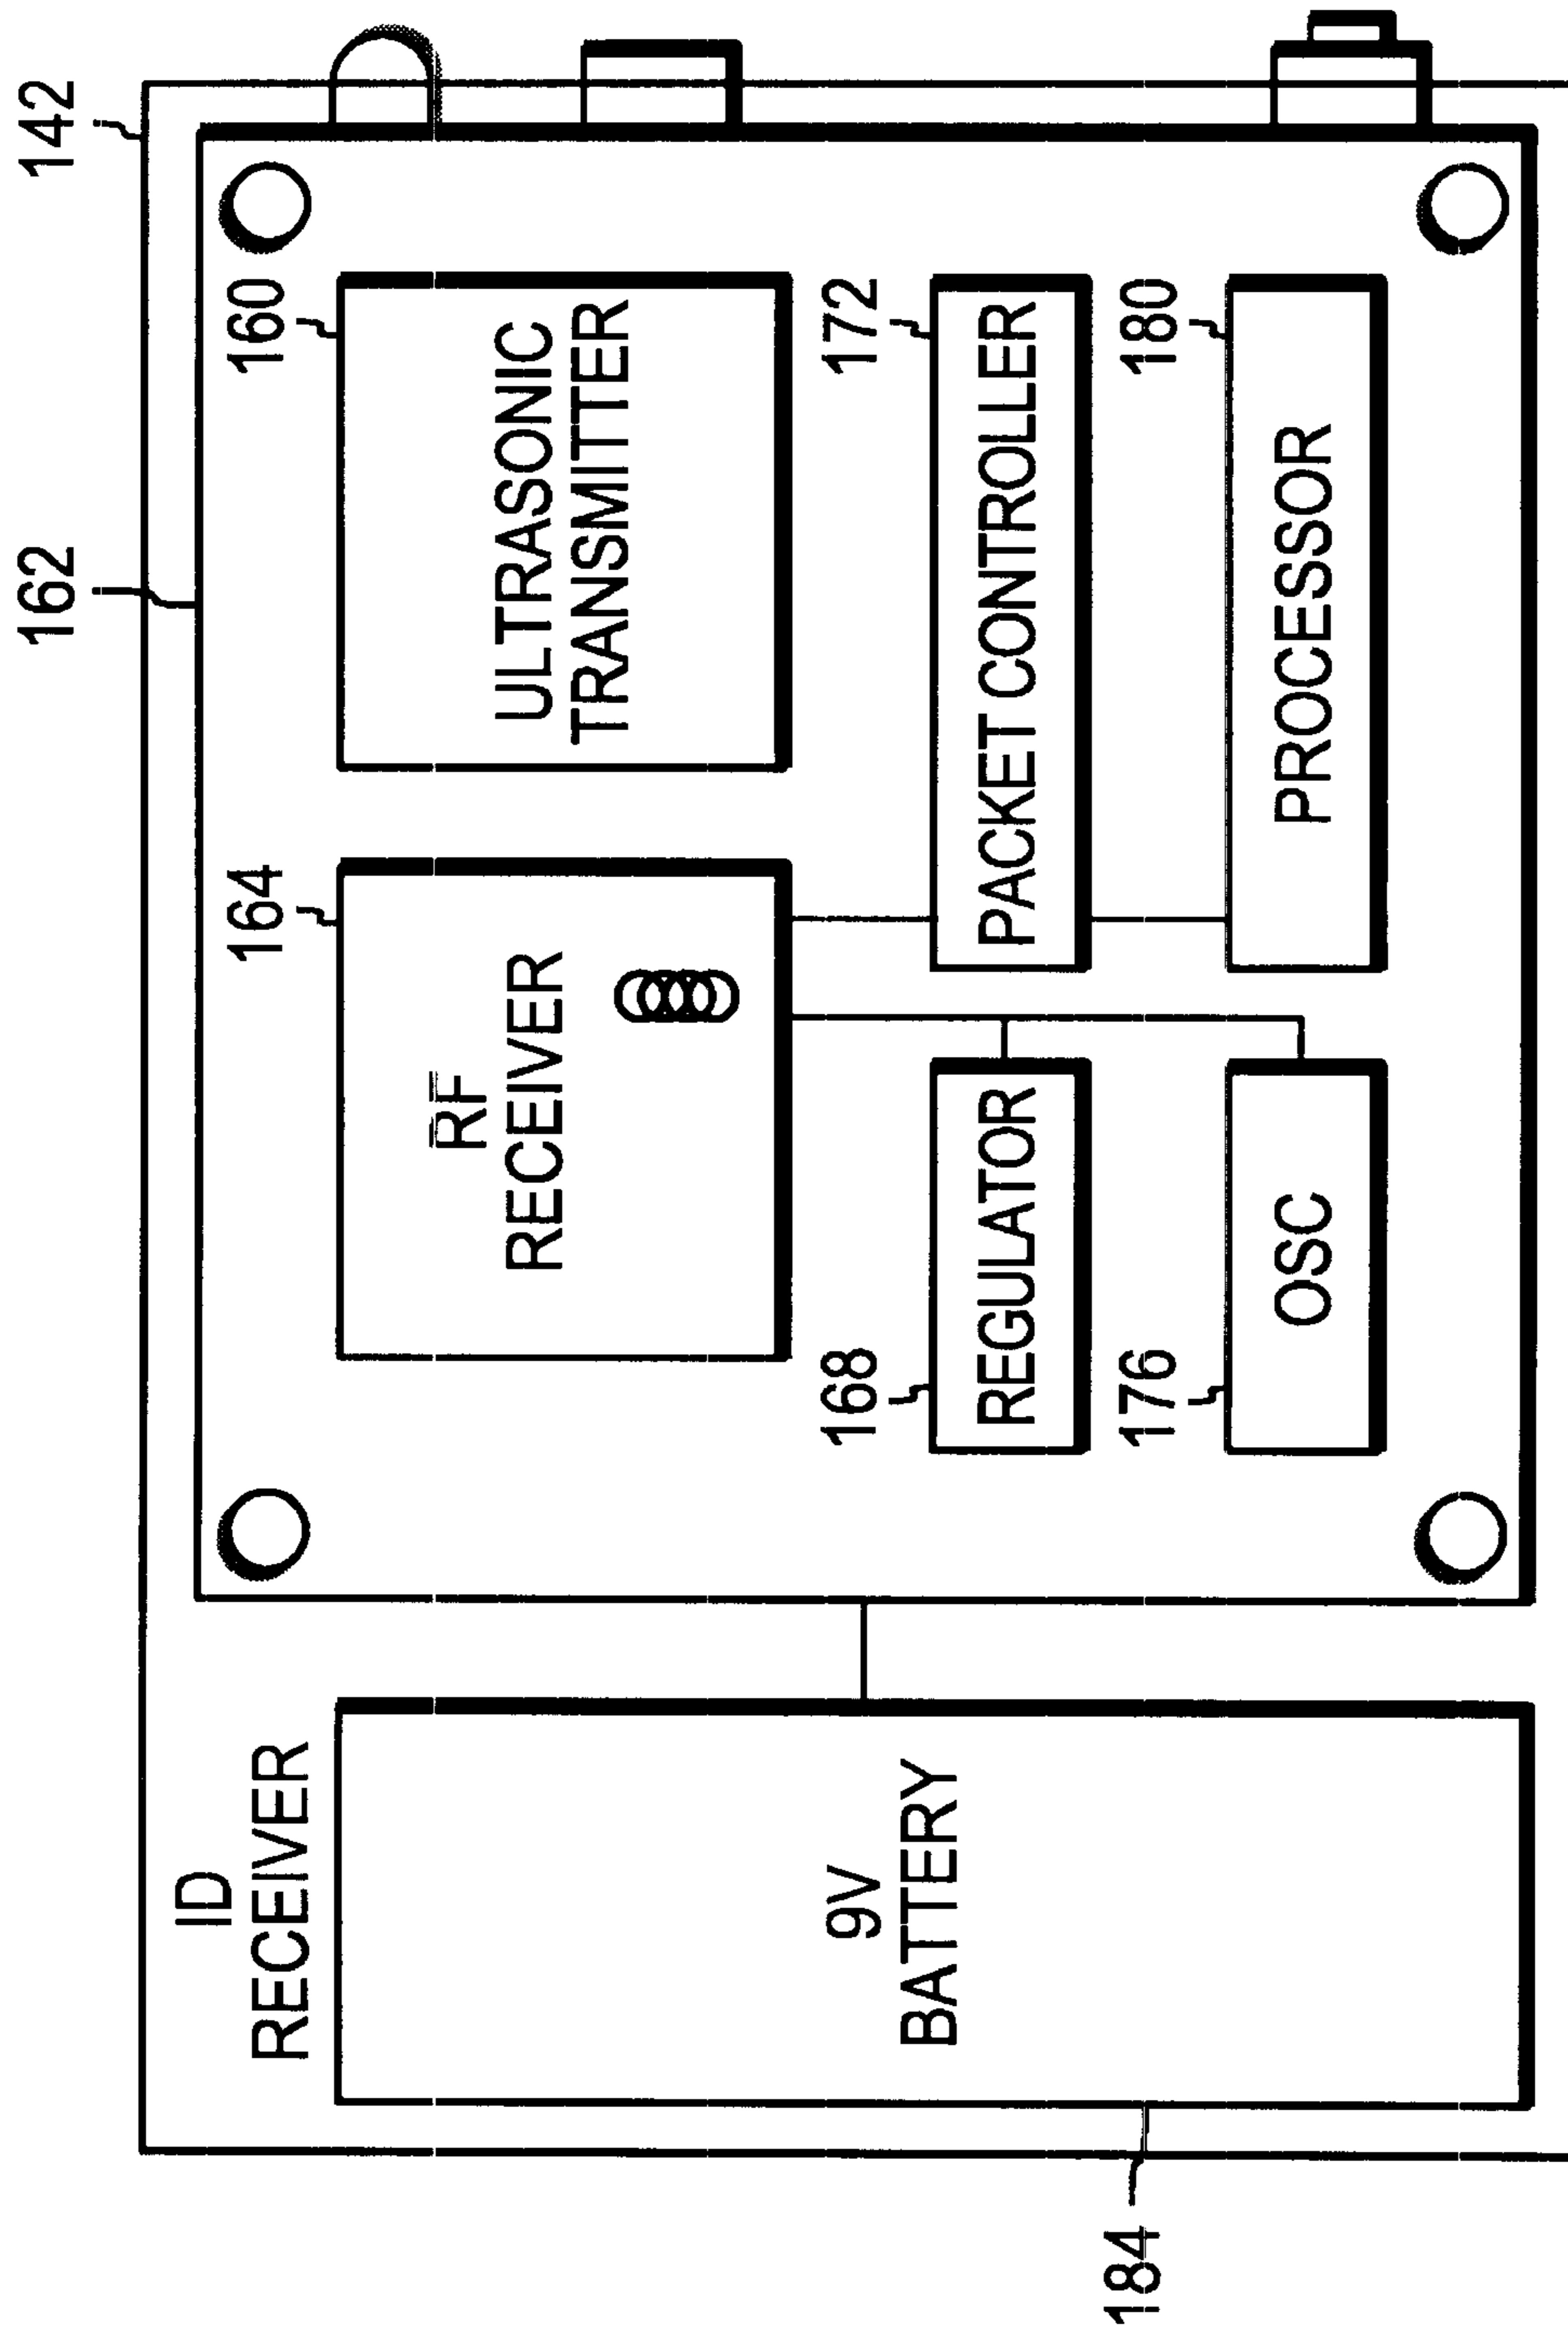 162
142
ID
RECEIVER
164
160
RF
RECEIVER
ULTRASONIC
TRANSMITTER
9V
BATTERY
168
172
REGULATOR
PACKET CONTROLLER
176
180
OSC
PROCESSOR
184